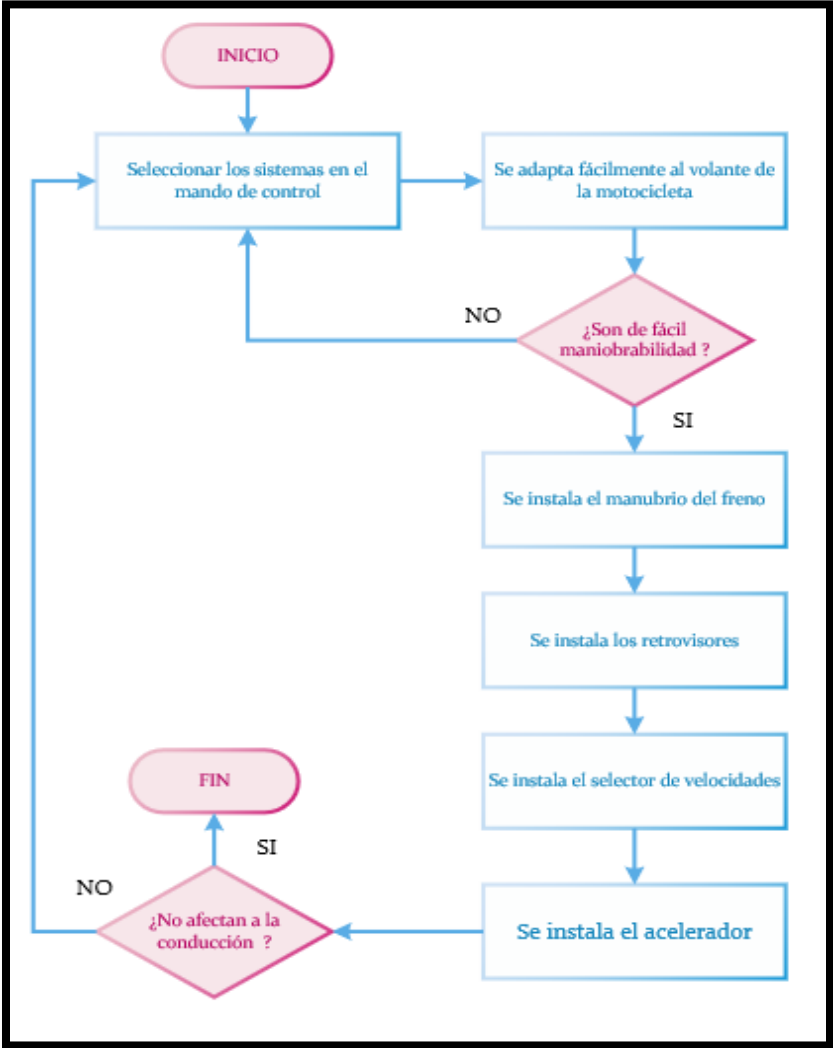 INICIO
Seleccionar los sistemas en el
mando de control
Se adapta fácilmente al volante de
la motocicleta
NO
¿Son de fácil
maniobrabilidad ?
SI
Se instala el manubrio del freno
Se instala los retrovisores
Se instala el selector de velocidades
Se instala el acelerador
¿No afectan a la
conducción ?
NO
SI
FIN